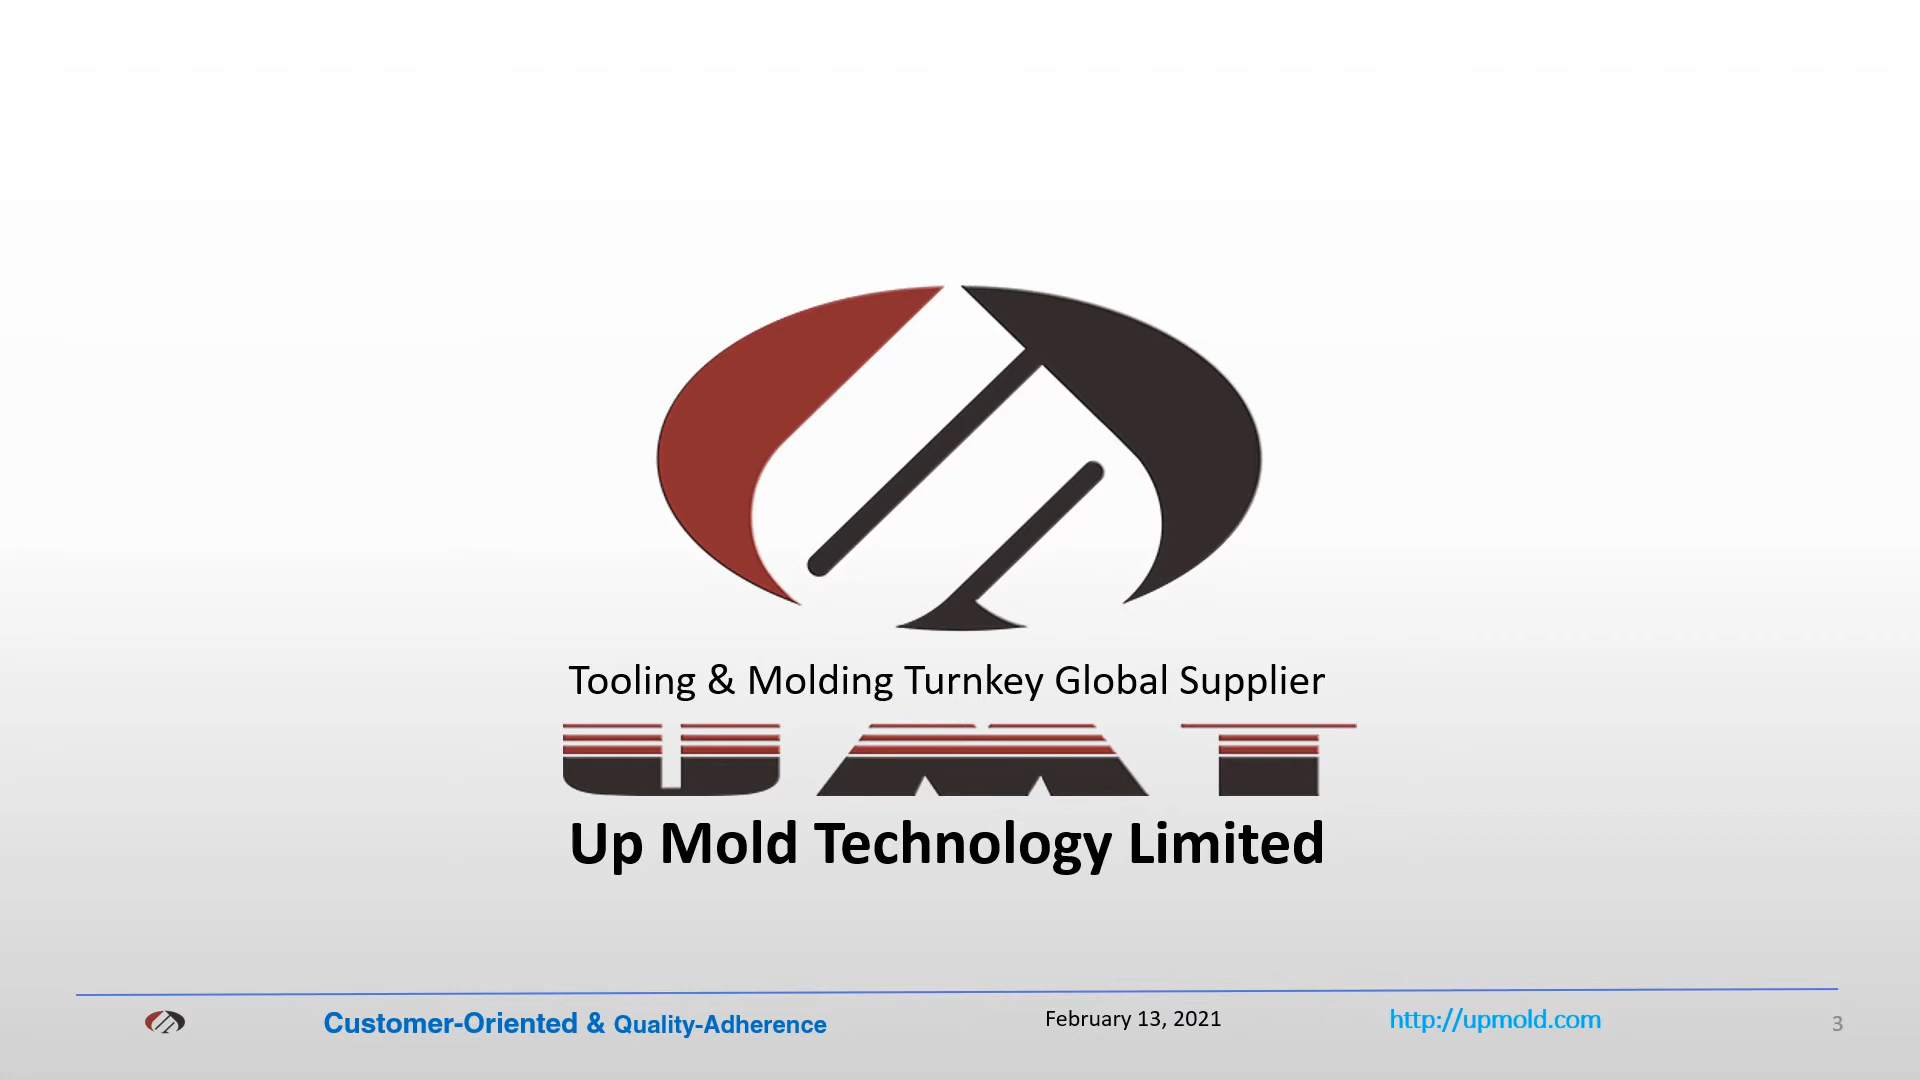 Tooling & Molding Turnkey Global Supplier
UMT
Up Mold Technology Limited
Customer-Oriented & Quality-Adherence
February 13, 2021
http://upmold.com
3